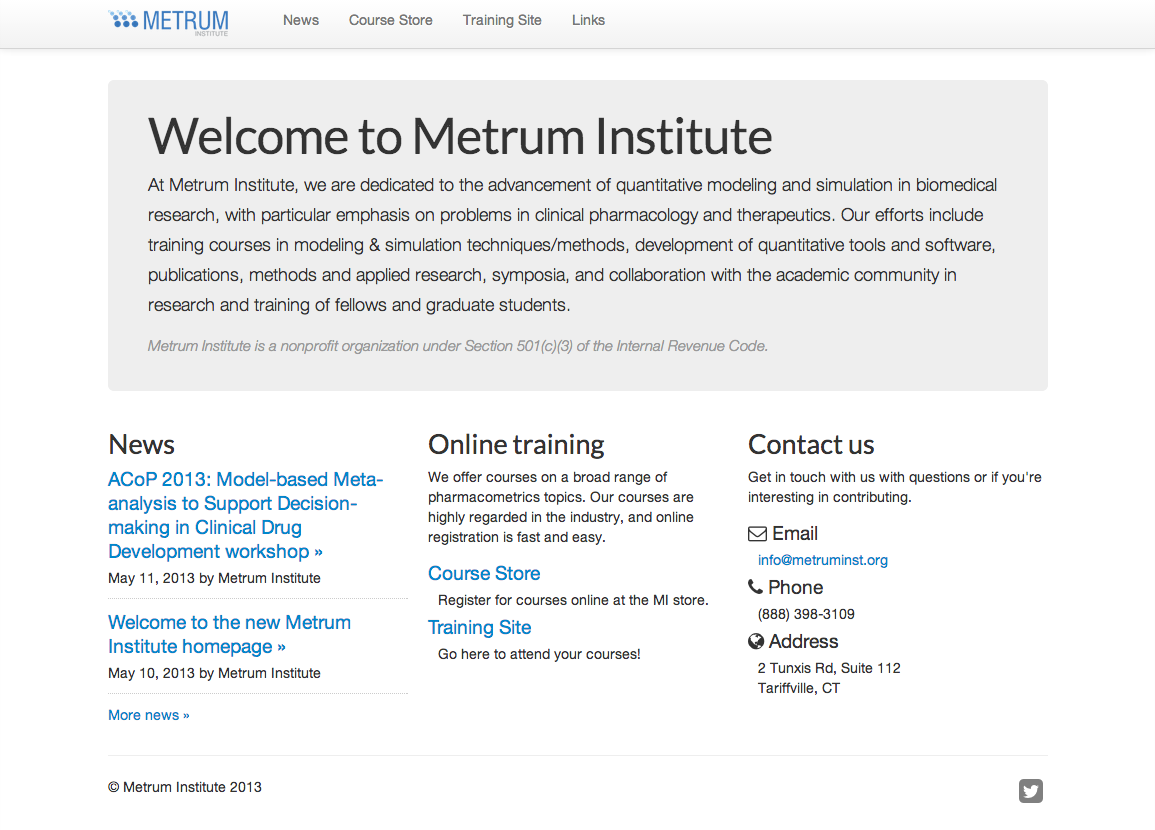 METRUM
INSTITUTE
News
Course Store
Training Site
Links
Welcome to Metrum Institute
At Metrum Institute, we are dedicated to the advancement of quantitative modeling and simulation in biomedical
research, with particular emphasis on problems in clinical pharmacology and therapeutics. Our efforts include
training courses in modeling & simulation techniques/methods, development of quantitative tools and software,
publications, methods and applied research, symposia, and collaboration with the academic community in
research and training of fellows and graduate students.
Metrum Institute is a nonprofit organization under Section 501(c)(3) of the Internal Revenue Code.
News
ACoP 2013: Model-based Meta-
analysis to Support Decision-
making in Clinical Drug
Development workshop »
May 11, 2013 by Metrum Institute
Welcome to the new Metrum
Institute homepage »
May 10, 2013 by Metrum Institute
More news »
Online training
We offer courses on a broad range of
pharmacometrics topics. Our courses are
highly regarded in the industry, and online
registration is fast and easy.
Course Store
Register for courses online at the MI store.
Training Site
Go here to attend your courses!
Contact us
Get in touch with us with questions or if you're
interesting in contributing.
Email
info@metruminst.org
Phone
(888) 398-3109
Address
2 Tunxis Rd, Suite 112
Tariffville, CT
© Metrum Institute 2013